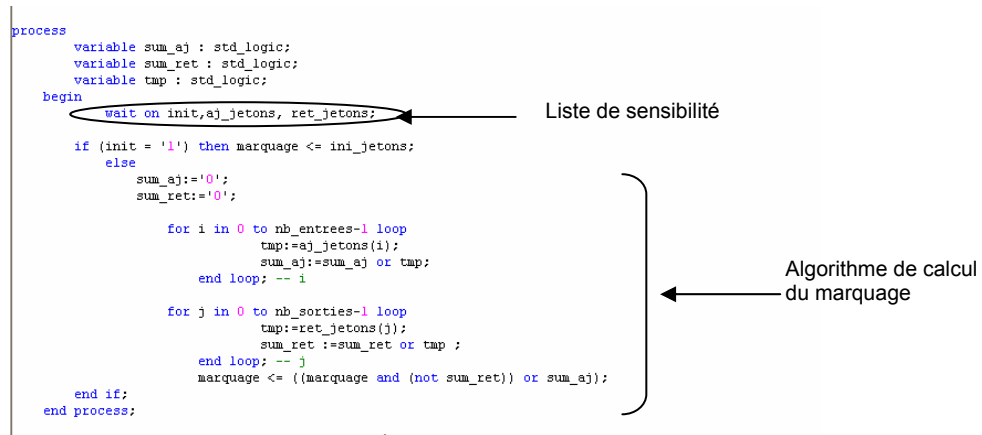 process
variable sum_aj : std_logic;
variable sum_ret : std_logic;
variable tmp : std_logic;
begin
wait on init,aj_jetons, ret_jetons;
Liste de sensibilité
if (init = '1') then marquage <= ini_jetons;
else
sum_aj:='0';
sum_ret:='0';
for i in 0 to nb_entrees-1 loop
tmp:=aj_jetons(i);
sum_aj:=sum_aj or tmp;
end loop; -- i
Algorithme de calcul
du marquage
for j in 0 to nb_sorties-1 loop
tmp:=ret_jetons(j);
sum_ret :=sum_ret or tmp ;
end loop; -- j
marquage <= ((marquage and (not sum_ret)) or sum_aj);
end if;
end process;